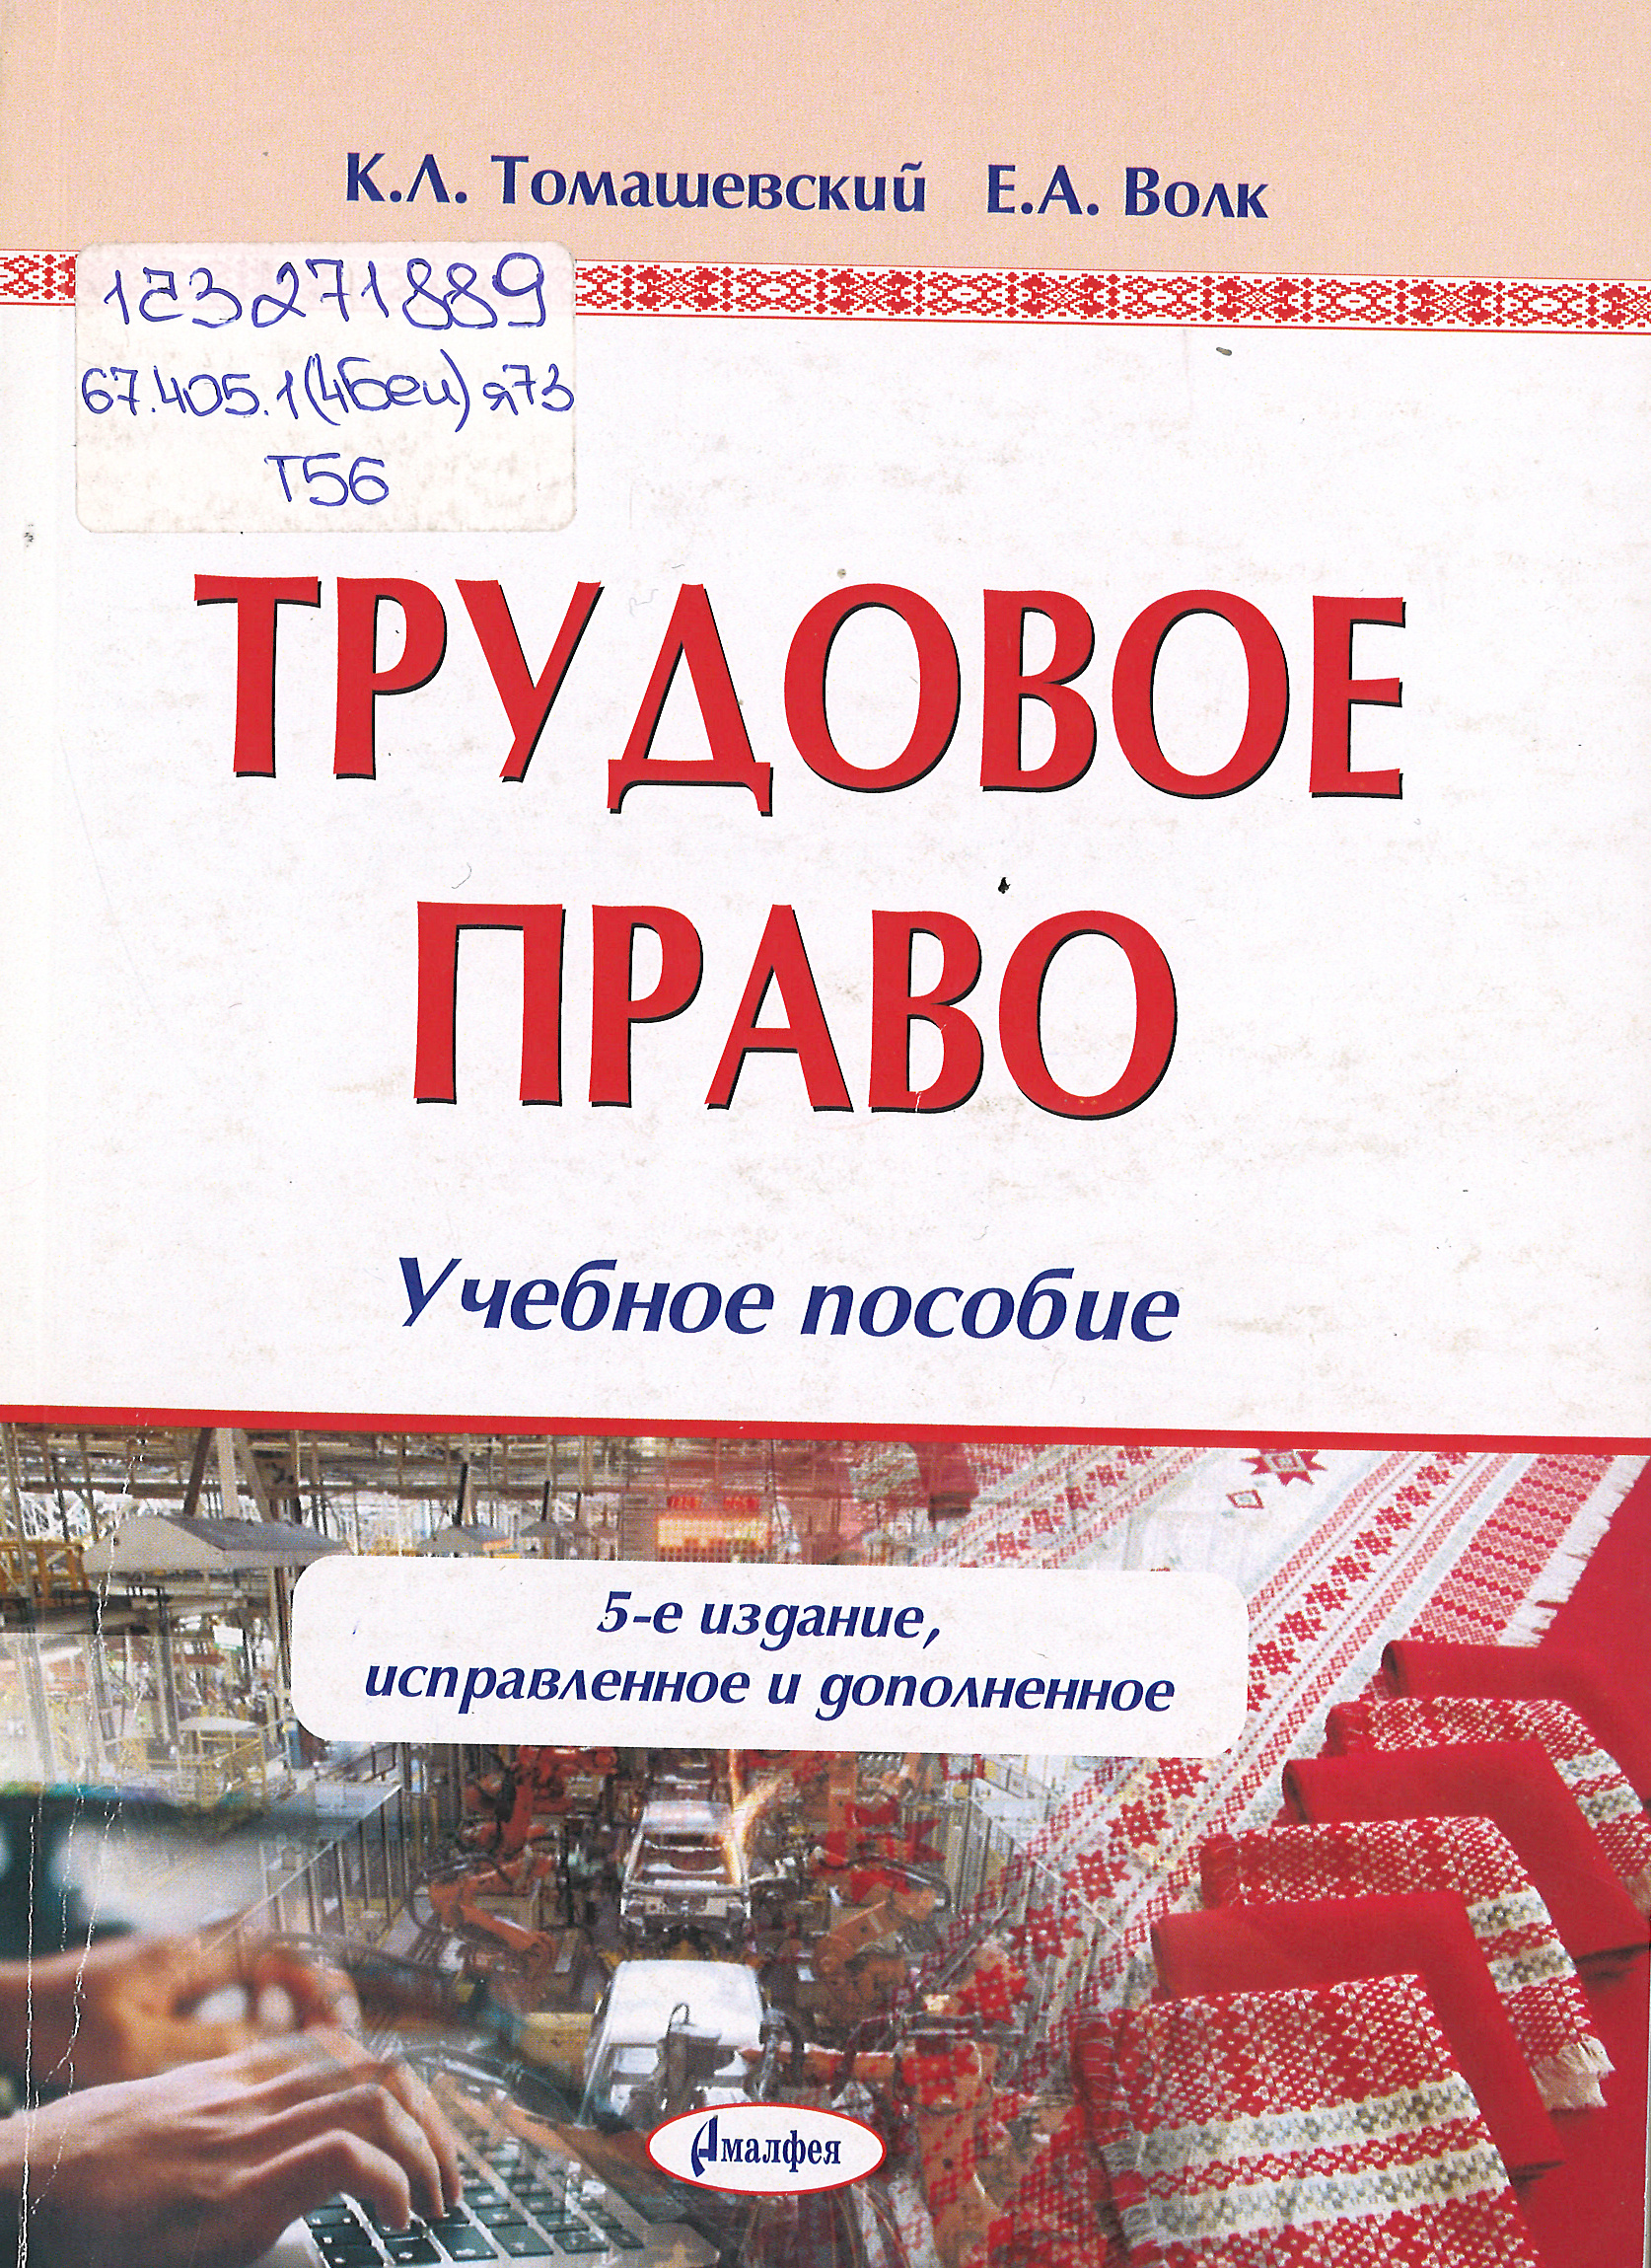 К.Л. Томашевский Е.А. Волк
123271889
67.405.1(4Беи)я73
Т56
ТРУДОВОЕ
ПРАВО
Учебное пособие
5-е издание,
исправленное и дополненное
Амалфея